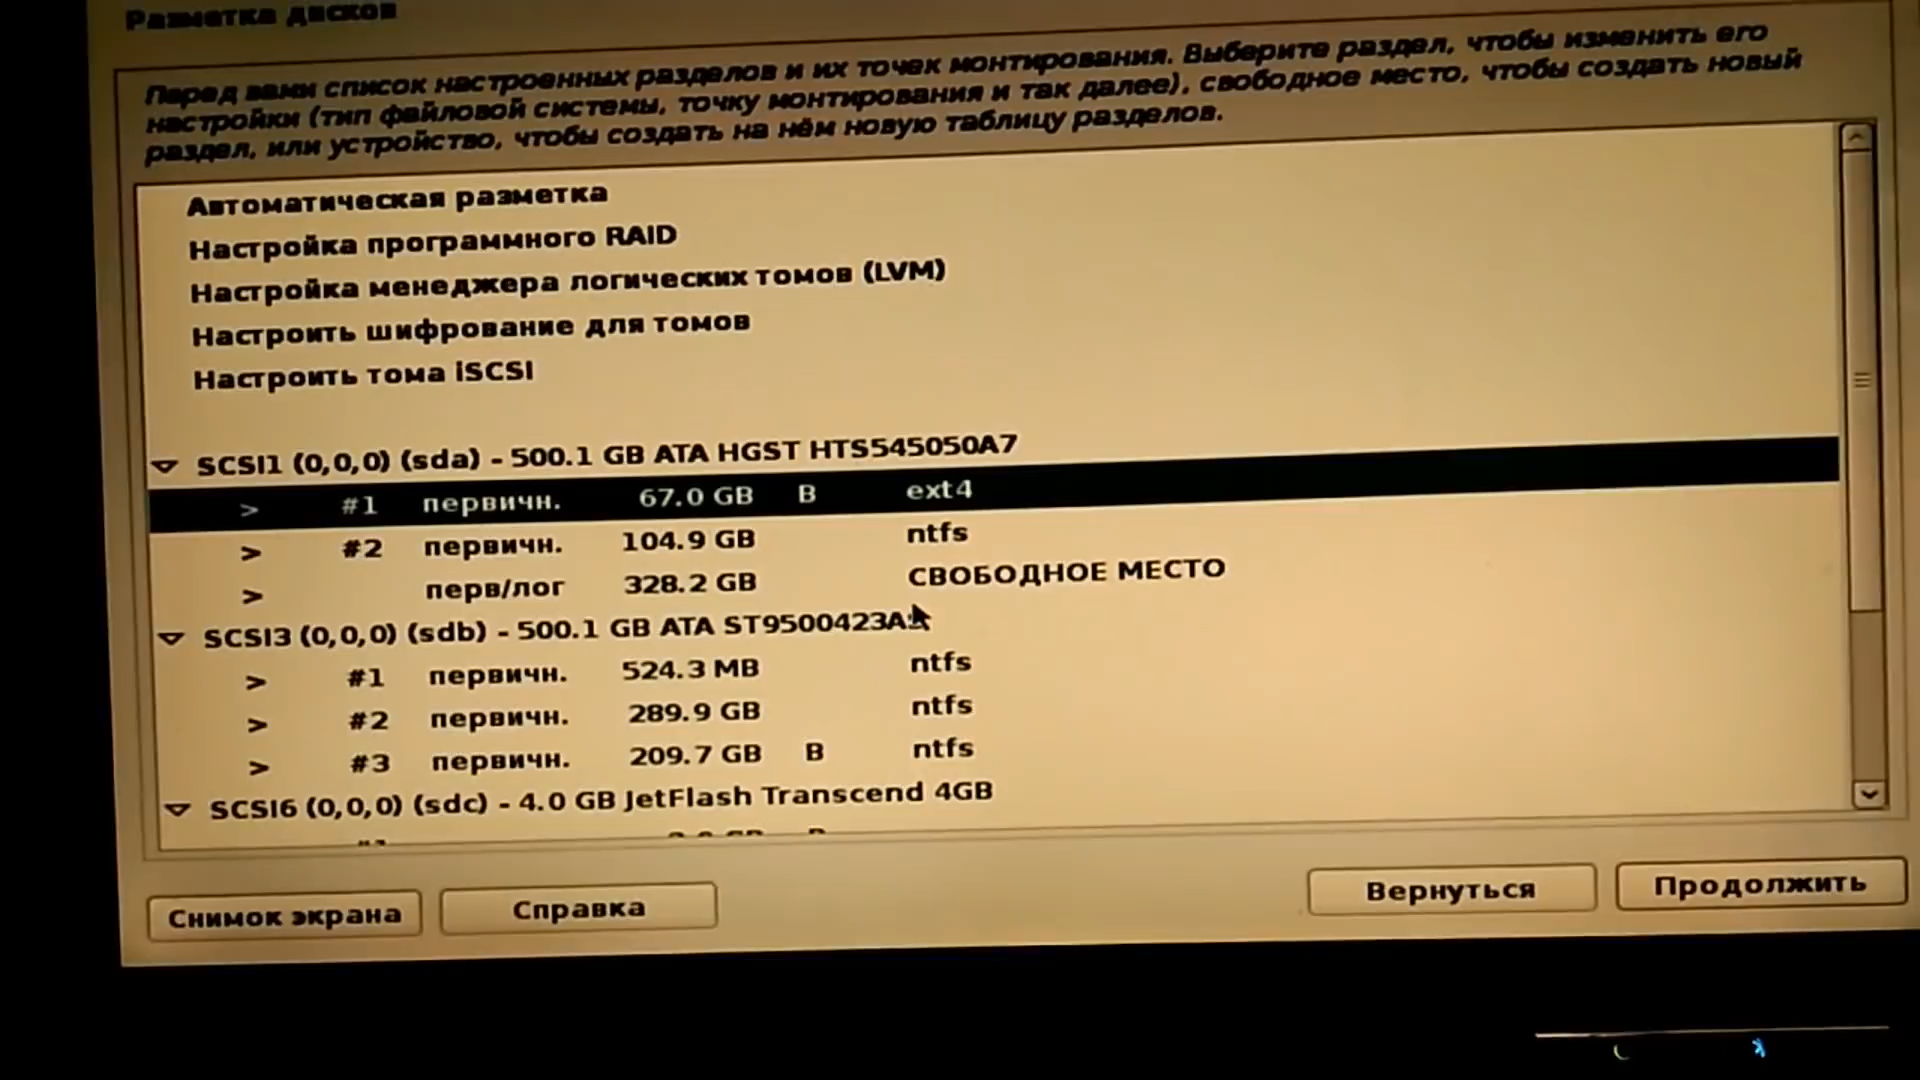 Разметка дисков
Перед вами список настроенных разделов и их точек монтирования. Выберите раздел, чтобы изменить его
настройки (тип файловой системы, точку монтирования и так далее), свободное место, чтобы создать новый
раздел, или устройство, чтобы создать на нём новую таблицу разделов.
Автоматическая разметка
Настройка программного RAID
Настройка менеджера логических томов (LVM)
Настроить шифрование для томов
Настроить тома iSCSI
SCSI1 (0,0,0) (sda) - 500.1 GB ATA HGST HTS545050A7
> #1 первичн. 67.0 GB B ext4
> #2 первичн. 104.9 GB ntfs
> перв/лог 328.2 GB СВОБОДНОЕ МЕСТО
SCSI3 (0,0,0) (sdb) - 500.1 GB ATA
> #1 первичн. 524.3 MB ntfs
> #2 первичн. 289.9 GB ntfs
> #3 первичн. 209.7 GB B ntfs
SCSI6 (0,0,0) (sdc) - 4.0 GB JetFlash Transcend 4GB
Снимок экрана Справка Вернуться Продолжить